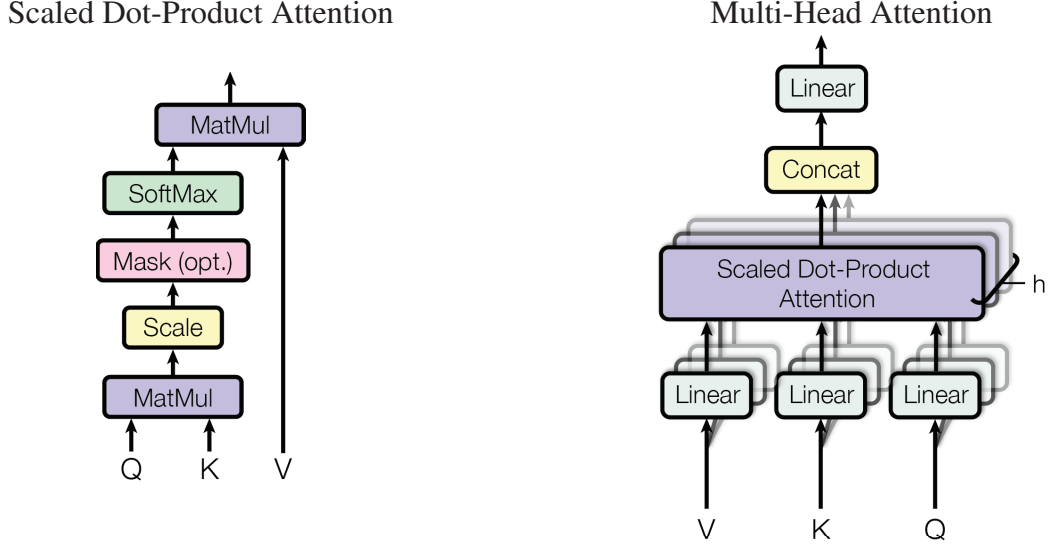 Scaled Dot-Product Attention
MatMul
SoftMax
Mask (opt.)
Scale
MatMul
Q K V
Multi-Head Attention
Linear
Concat
Scaled Dot-Product
Attention
h
Linear Linear Linear
V K Q